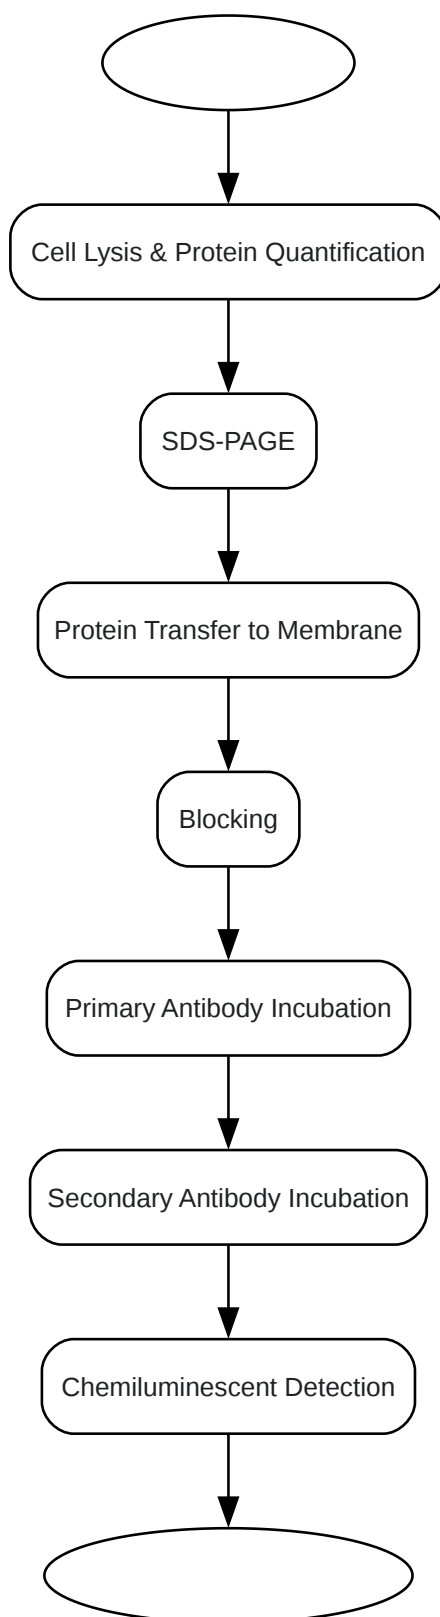 Cell Lysis & Protein Quantification
SDS-PAGE
Protein Transfer to Membrane
Blocking
Primary Antibody Incubation
Secondary Antibody Incubation
Chemiluminescent Detection